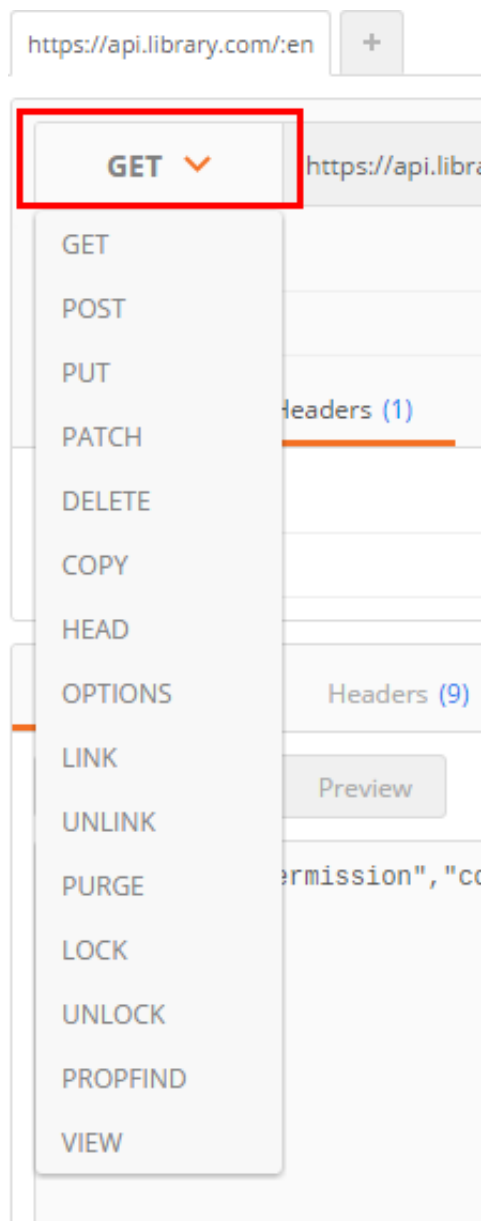 https://api.library.com/:en +
GET https://api.libra
GET
POST
PUT
Headers (1)
PATCH
DELETE
COPY
HEAD
OPTIONS Headers (9)
LINK
Preview
UNLINK
PURGE ermission","co
LOCK
UNLOCK
PROPFIND
VIEW